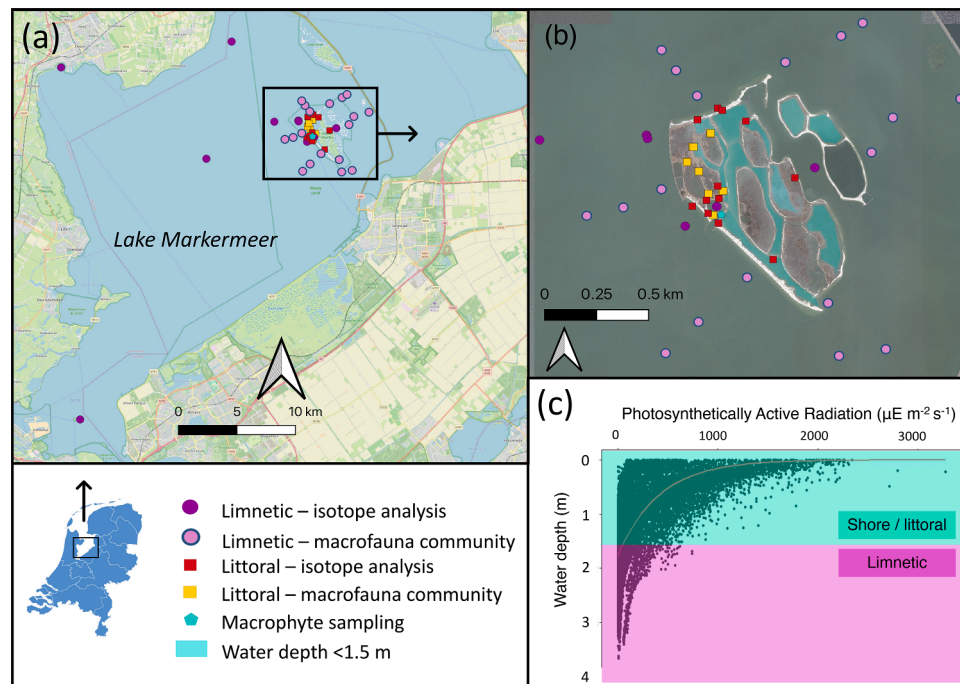 (a)
Lake Markermeer
0 5 10 km
(b)
0 0.25 0.5 km
(c)
Photosynthetically Active Radiation (µE m⁻² s⁻¹)
0 1000 2000 3000
0
1
2
3
4
Water depth (m)
Shore / littoral
Limnetic
Limnetic – isotope analysis
Limnetic – macrofauna community
Littoral – isotope analysis
Littoral – macrofauna community
Macrophyte sampling
Water depth <1.5 m